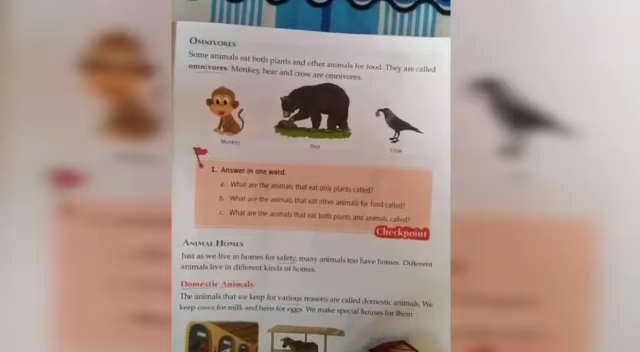 OMNIVORES
Some animals eat both plants and other animals for food. They are called
omnivores. Monkey, bear and crow are omnivores.
Monkey
Bear
Crow
1. Answer in one word.
a. What are the animals that eat only plants called?
b. What are the animals that eat other animals for food called?
c. What are the animals that eat both plants and animals called?
Checkpoint
ANIMAL HOMES
Just as we live in homes for safety, many animals too have homes. Different
animals live in different kinds of homes.
Domestic Animals
The animals that we keep for various reasons are called domestic animals. We
keep cows for milk and hens for eggs. We make special houses for them.